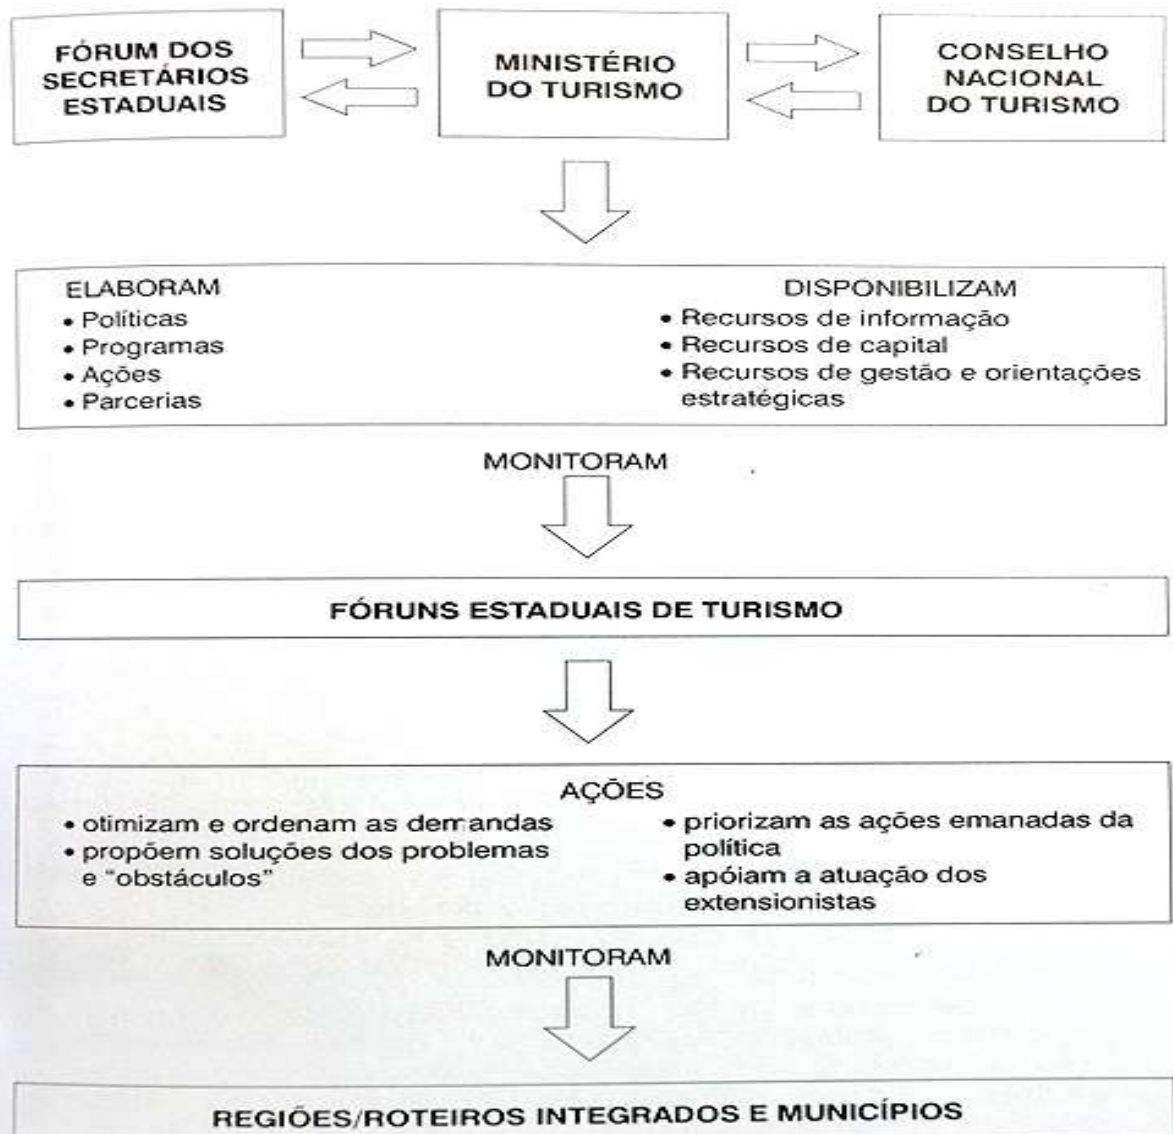 FÓRUM DOS
SECRETÁRIOS
ESTADUAIS
MINISTÉRIO
DO TURISMO
CONSELHO
NACIONAL
DO TURISMO
ELABORAM
• Políticas
• Programas
• Ações
• Parcerias
DISPONIBILIZAM
• Recursos de informação
• Recursos de capital
• Recursos de gestão e orientações
estratégicas
MONITORAM
FÓRUNS ESTADUAIS DE TURISMO
AÇÕES
• otimizam e ordenam as demandas
• propõem soluções dos problemas
e “obstáculos”
• priorizam as ações emanadas da
política
• apóiam a atuação dos
extensionistas
MONITORAM
REGIÕES/ROTEIROS INTEGRADOS E MUNICÍPIOS